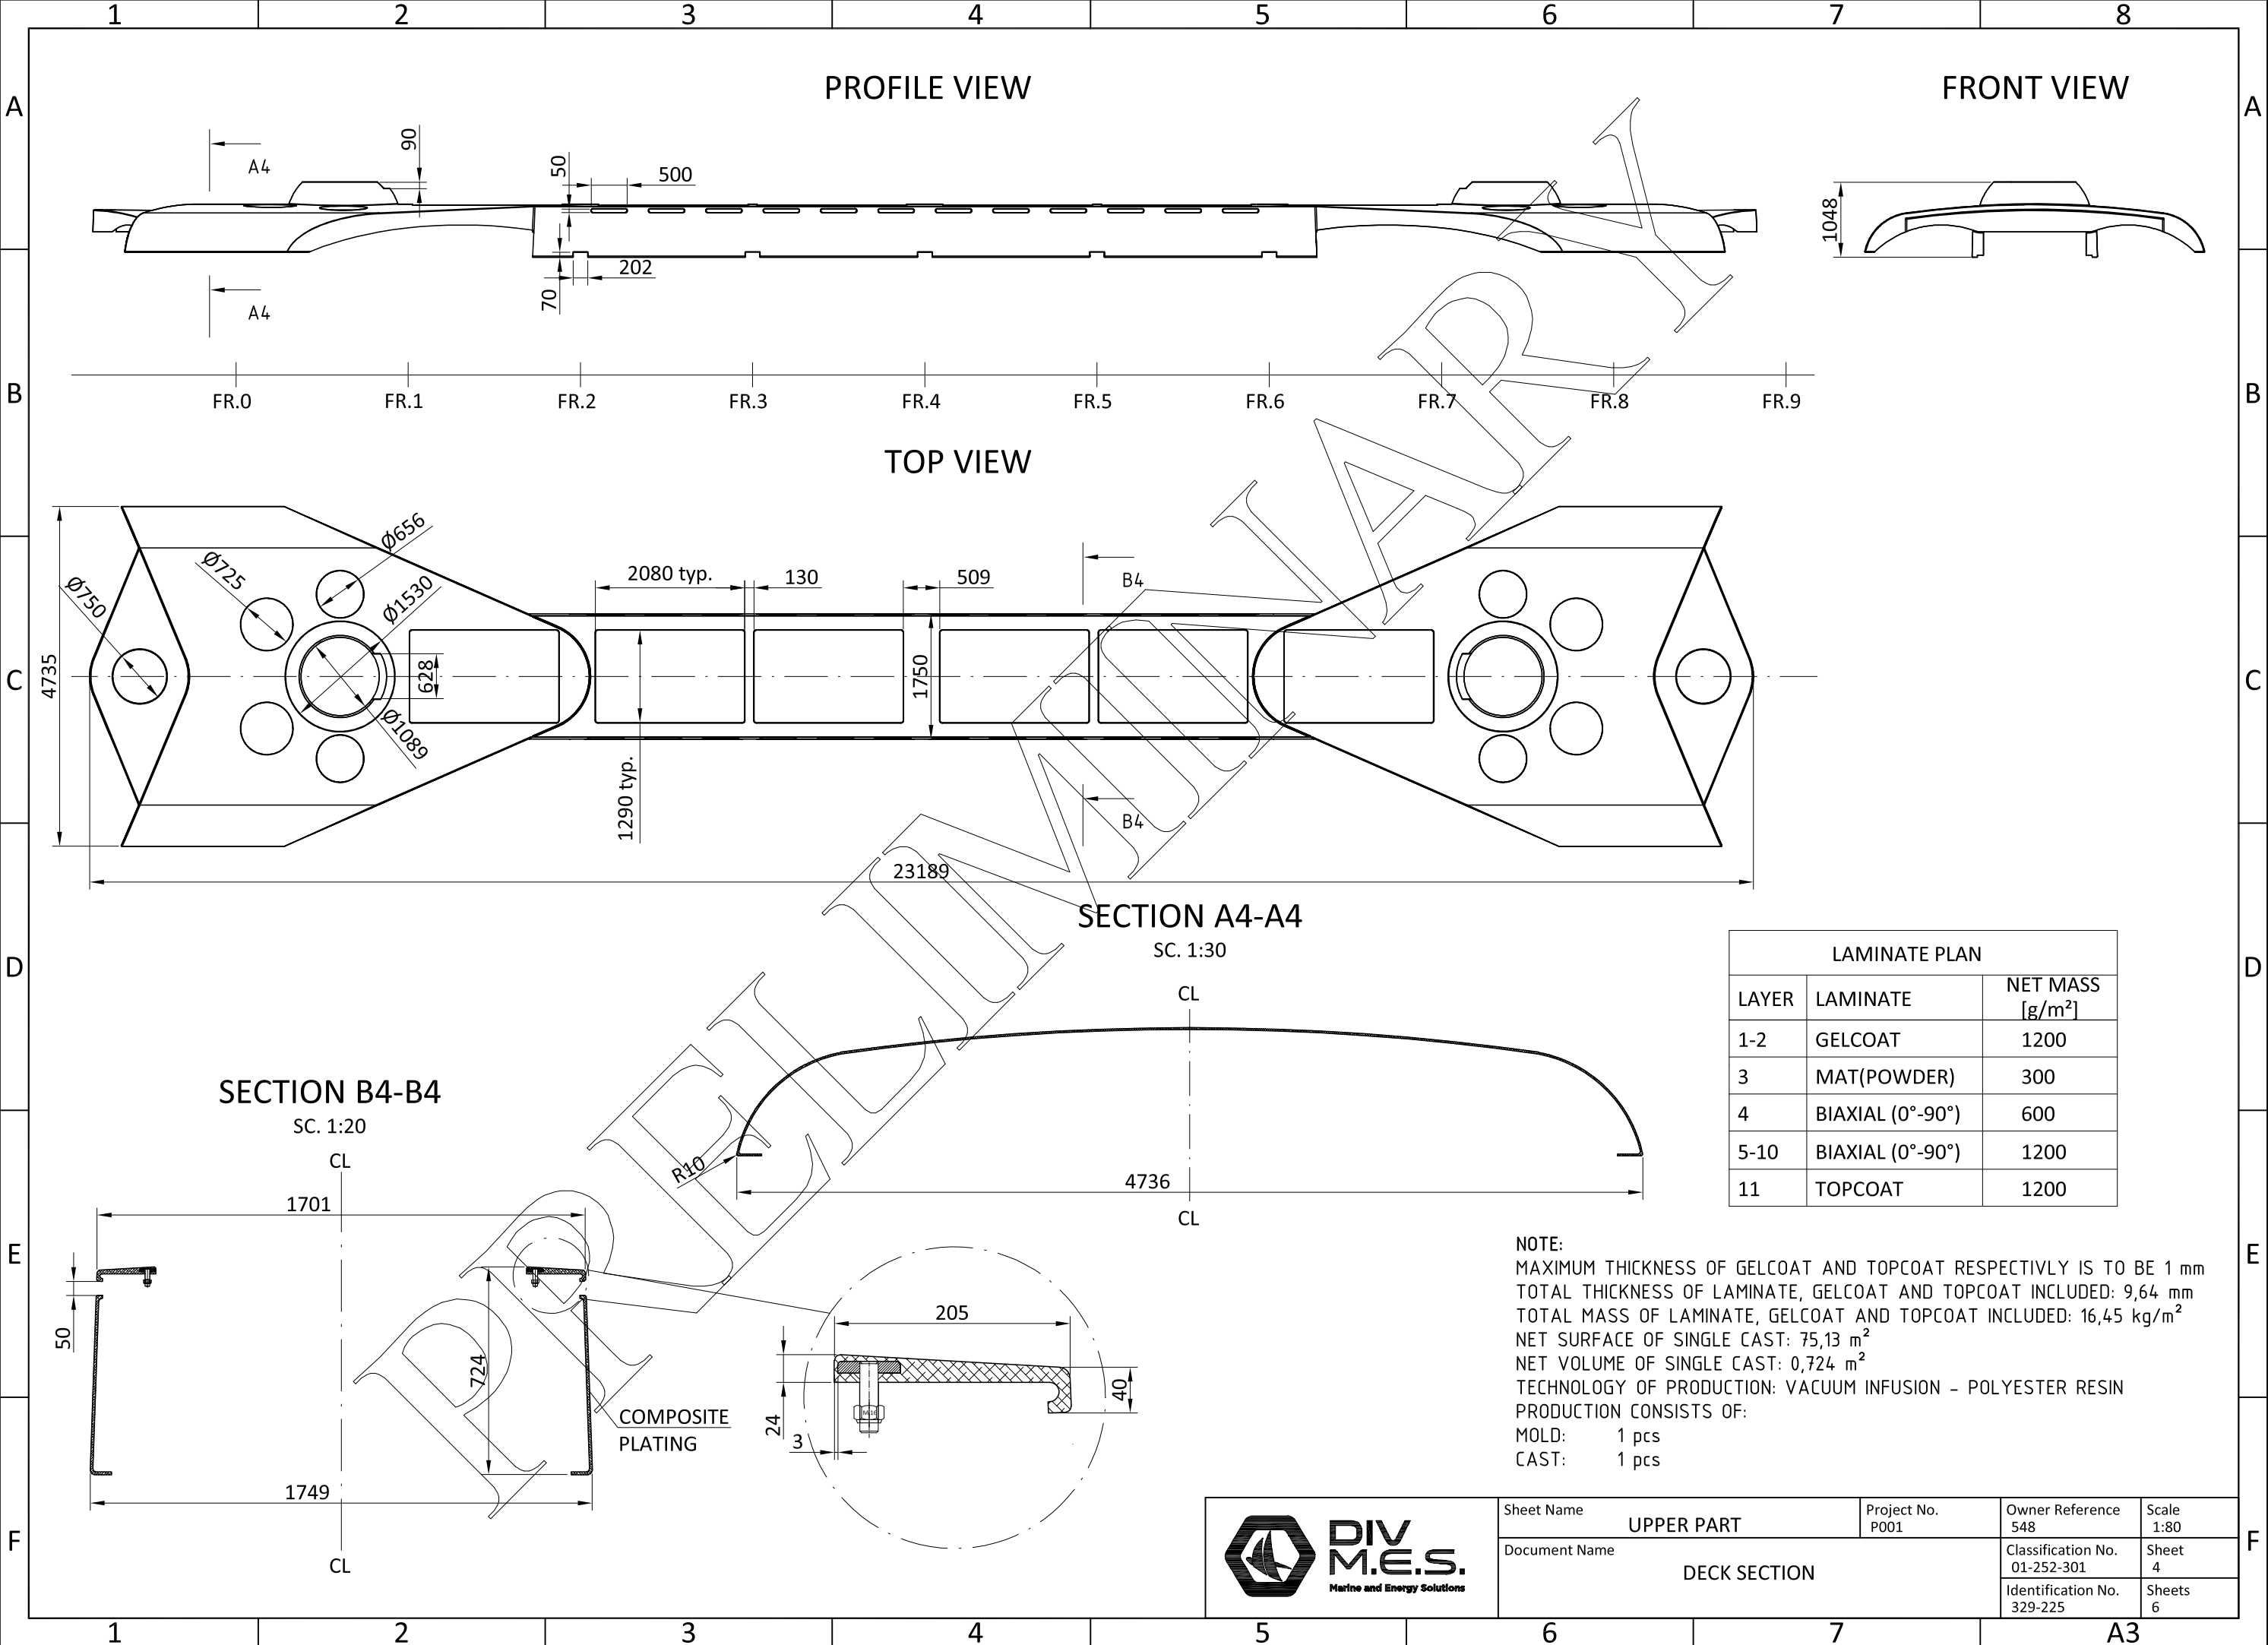 1 2 3 4 5 6 7 8
PROFILE VIEW
FRONT VIEW
A A
A4
90
50
500
1048
202
70
A4
B B
FR.0 FR.1 FR.2 FR.3 FR.4 FR.5 FR.6 FR.7 FR.8 FR.9
TOP VIEW
Ø656
Ø725
Ø750
Ø1530
2080 typ.
130
509
B4
C C
4735
628
1750
Ø1089
1290 typ.
B4
23189
PRELIMINARY
SECTION A4-A4
SC. 1:30
CL
R10
4736
CL
D D
LAMINATE PLAN
LAYER LAMINATE NET MASS
[g/m²]
1-2 GELCOAT 1200
3 MAT(POWDER) 300
4 BIAXIAL (0°-90°) 600
5-10 BIAXIAL (0°-90°) 1200
11 TOPCOAT 1200
SECTION B4-B4
SC. 1:20
CL
1701
50
724
COMPOSITE
PLATING
1749
CL
205
24
3
40
M16
E E
NOTE:
MAXIMUM THICKNESS OF GELCOAT AND TOPCOAT RESPECTIVLY IS TO BE 1 mm
TOTAL THICKNESS OF LAMINATE, GELCOAT AND TOPCOAT INCLUDED: 9,64 mm
TOTAL MASS OF LAMINATE, GELCOAT AND TOPCOAT INCLUDED: 16,45 kg/m²
NET SURFACE OF SINGLE CAST: 75,13 m²
NET VOLUME OF SINGLE CAST: 0,724 m²
TECHNOLOGY OF PRODUCTION: VACUUM INFUSION - POLYESTER RESIN
PRODUCTION CONSISTS OF:
MOLD: 1 pcs
CAST: 1 pcs
F F
DIV
M.E.S.
Marine and Energy Solutions
Sheet Name
UPPER PART
Project No.
P001
Owner Reference
548
Scale
1:80
Document Name
DECK SECTION
Classification No.
01-252-301
Sheet
4
Identification No.
329-225
Sheets
6
1 2 3 4 5 6 7 A3